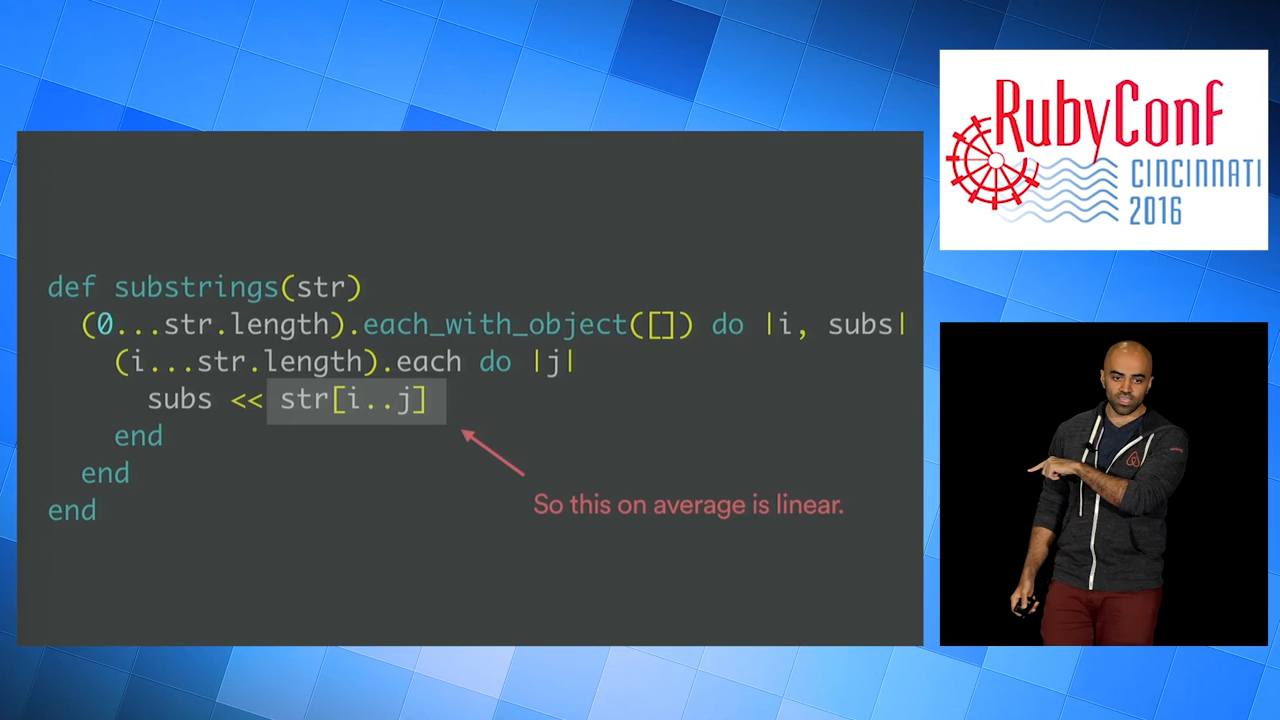 def substrings(str)
(0...str.length).each_with_object([]) do |i, subs|
(i...str.length).each do |j|
subs << str[i..j]
end
end
end
So this on average is linear.
RubyConf
CINCINNATI
2016